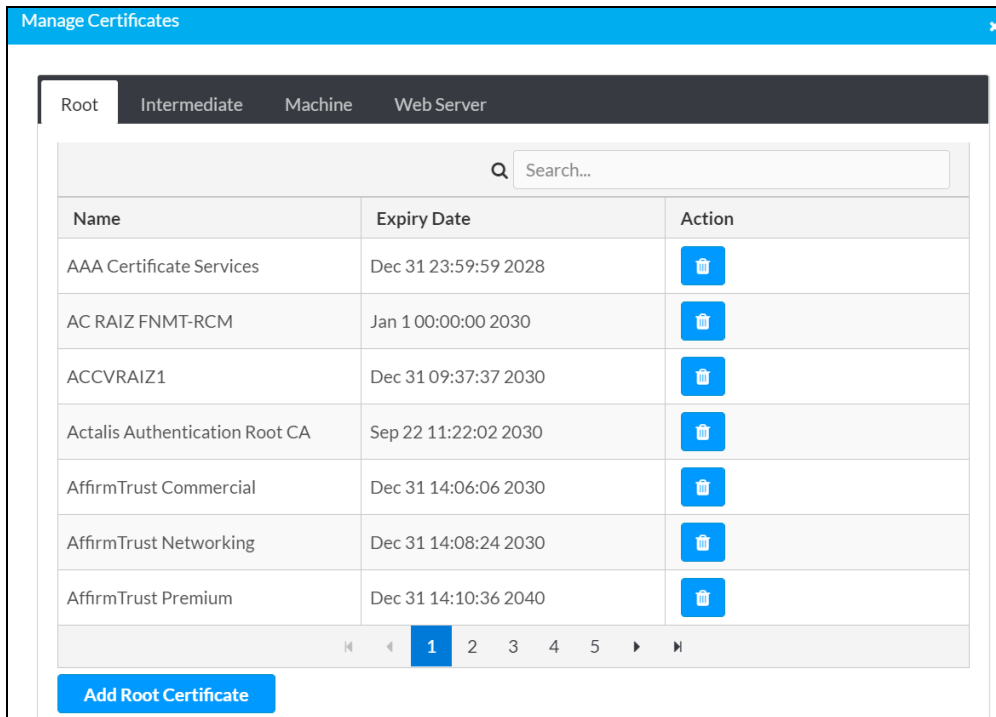 Manage Certificates
Root Intermediate Machine Web Server
Search...
Name Expiry Date Action
AAA Certificate Services Dec 31 23:59:59 2028
AC RAIZ FNMT-RCM Jan 1 00:00:00 2030
ACCVRAIZ1 Dec 31 09:37:37 2030
Actalis Authentication Root CA Sep 22 11:22:02 2030
AffirmTrust Commercial Dec 31 14:06:06 2030
AffirmTrust Networking Dec 31 14:08:24 2030
AffirmTrust Premium Dec 31 14:10:36 2040
1 2 3 4 5
Add Root Certificate